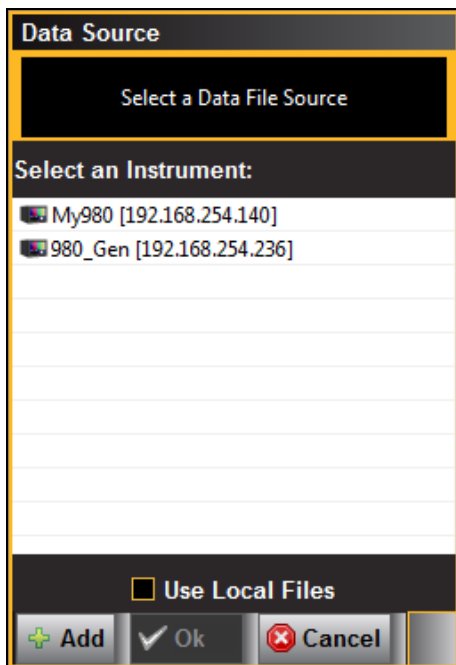 Data Source
Select a Data File Source
Select an Instrument:
My980 [192.168.254.140]
980_Gen [192.168.254.236]
Use Local Files
Add Ok Cancel